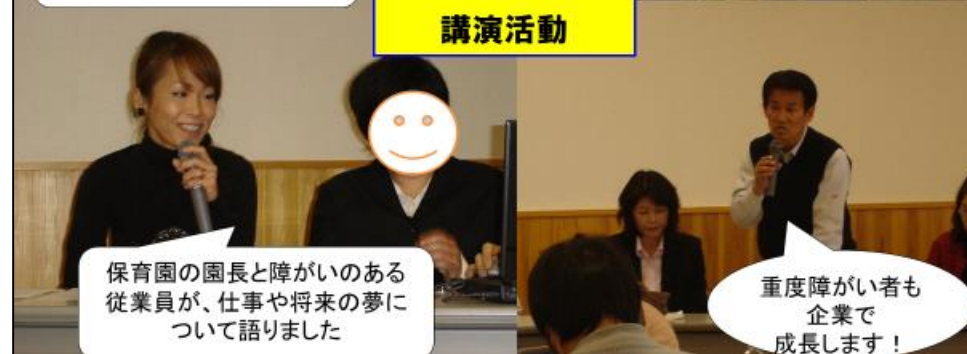 講演活動
保育園の園長と障がいのある
従業員が、仕事や将来の夢に
ついて語りました
重度障がい者も
企業で
成長します！